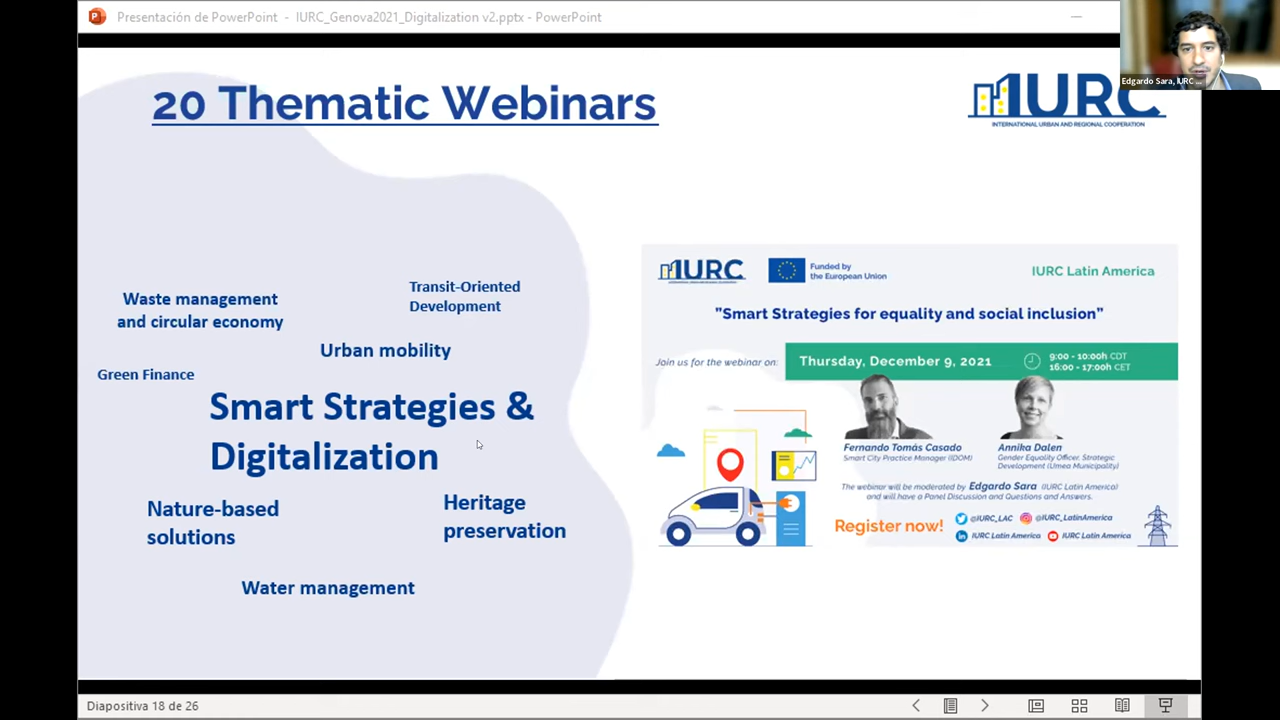 Presentación de PowerPoint - IURC_Genova2021_Digitalization v2.pptx - PowerPoint
Edgardo Sara, IURC ...
20 Thematic Webinars
IURC
INTERNATIONAL URBAN AND REGIONAL COOPERATION
Waste management
and circular economy
Transit-Oriented
Development
Urban mobility
Green Finance
Smart Strategies &
Digitalization
Nature-based
solutions
Heritage
preservation
Water management
IURC
Funded by
the European Union
IURC Latin America
"Smart Strategies for equality and social inclusion"
Join us for the webinar on:
Thursday, December 9, 2021
9:00 - 10:00h CDT
16:00 - 17:00h CET
Fernando Tomás Casado
Smart City Practice Manager (IDOM)
Annika Dalen
Gender Equality Officer, Strategic
Development (Umea Municipality)
The webinar will be moderated by Edgardo Sara (IURC Latin America)
and will have a Panel Discussion and Questions and Answers.
Register now!
@IURC_LAC
@IURC_LatinAmerica
IURC Latin America
IURC Latin America
Diapositiva 18 de 26